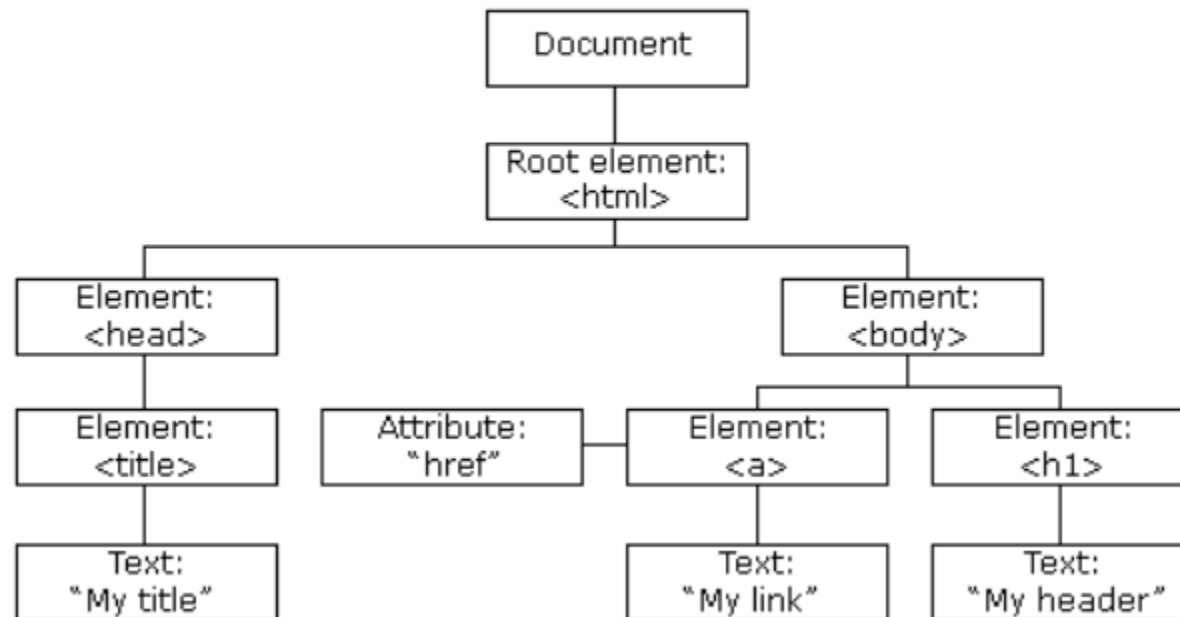 Document
Root element:
<html>
Element:
<head>
Element:
<body>
Element:
<title>
Attribute:
“href”
Element:
<a>
Element:
<h1>
Text:
“My title”
Text:
“My link”
Text:
“My header”